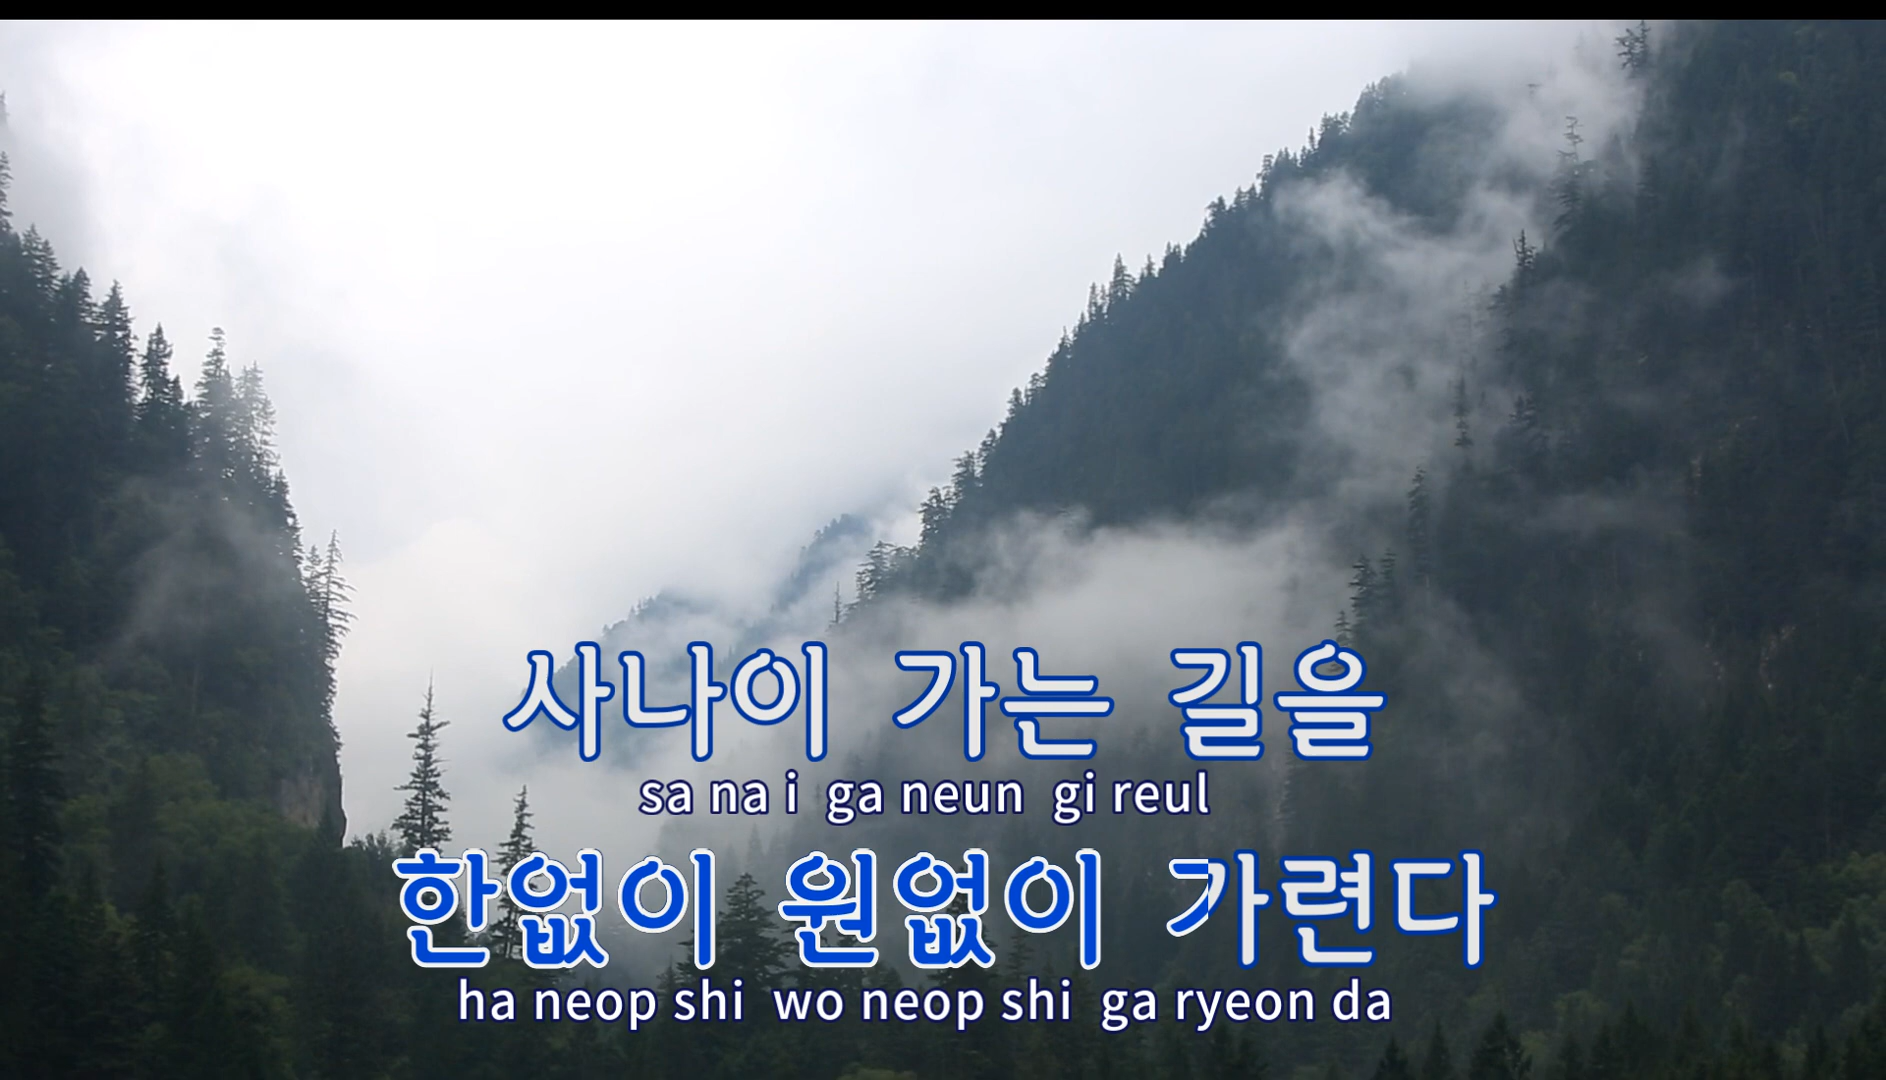 사나이 가는 길을
sa na i ga neun gi reul
한없이 원없이 가련다
ha neop shi wo neop shi ga ryeon da